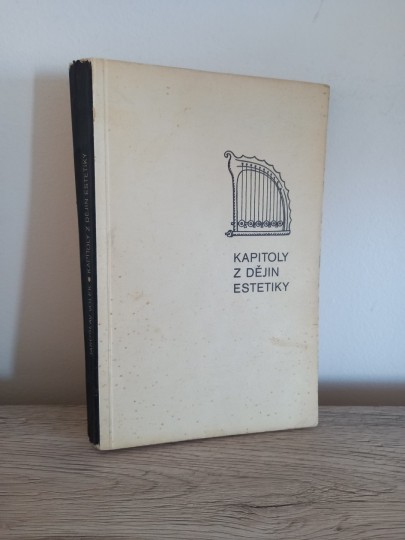 KAPITOLY
Z DĚJIN
ESTETIKY
KAPITOLY Z DĚJIN ESTETIKY